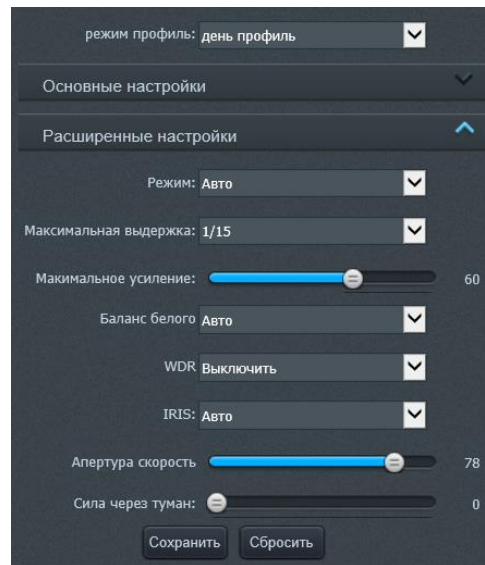 режим профиль: день профиль
Основные настройки
Расширенные настройки
Режим: Авто
Максимальная выдержка: 1/15
Макимальное усиление: 60
Баланс белого Авто
WDR Выключить
IRIS: Авто
Апертура скорость 78
Сила через туман: 0
Сохранить Сбросить